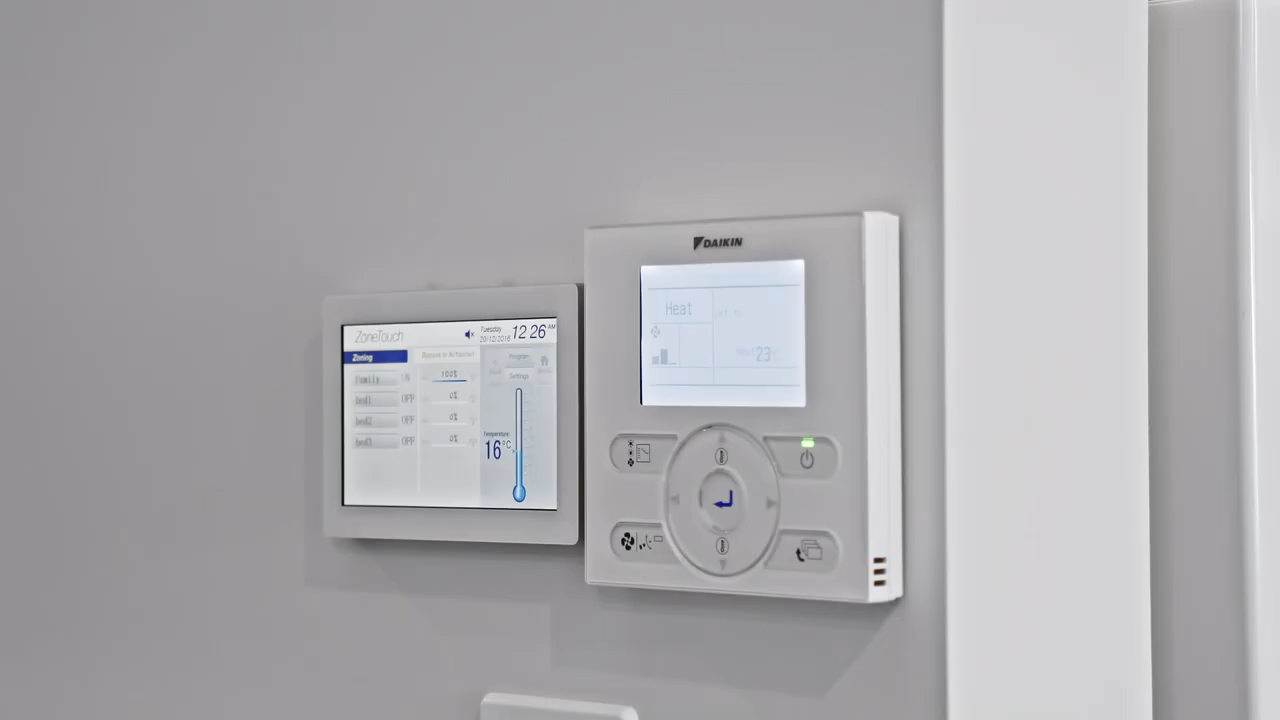 DAIKIN
Heat
23
ZoneTouch
Tuesday
20/12/2016
12 26 AM
Zoning
Program
Settings
Family ON 100%
bed1 OFF 0%
bed2 OFF 0%
bed3 OFF 0%
Temperature
16°C